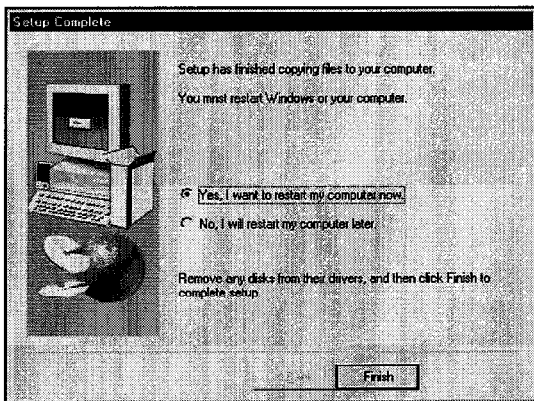 Setup Complete
Setup has finished copying files to your computer.
You mnst restart Windows or your computer.
Yes, I want to restart my computer now.
No, I will restart my computer later.
Remove any disks from their drivers, and then click Finish to
complete setup.
Finish